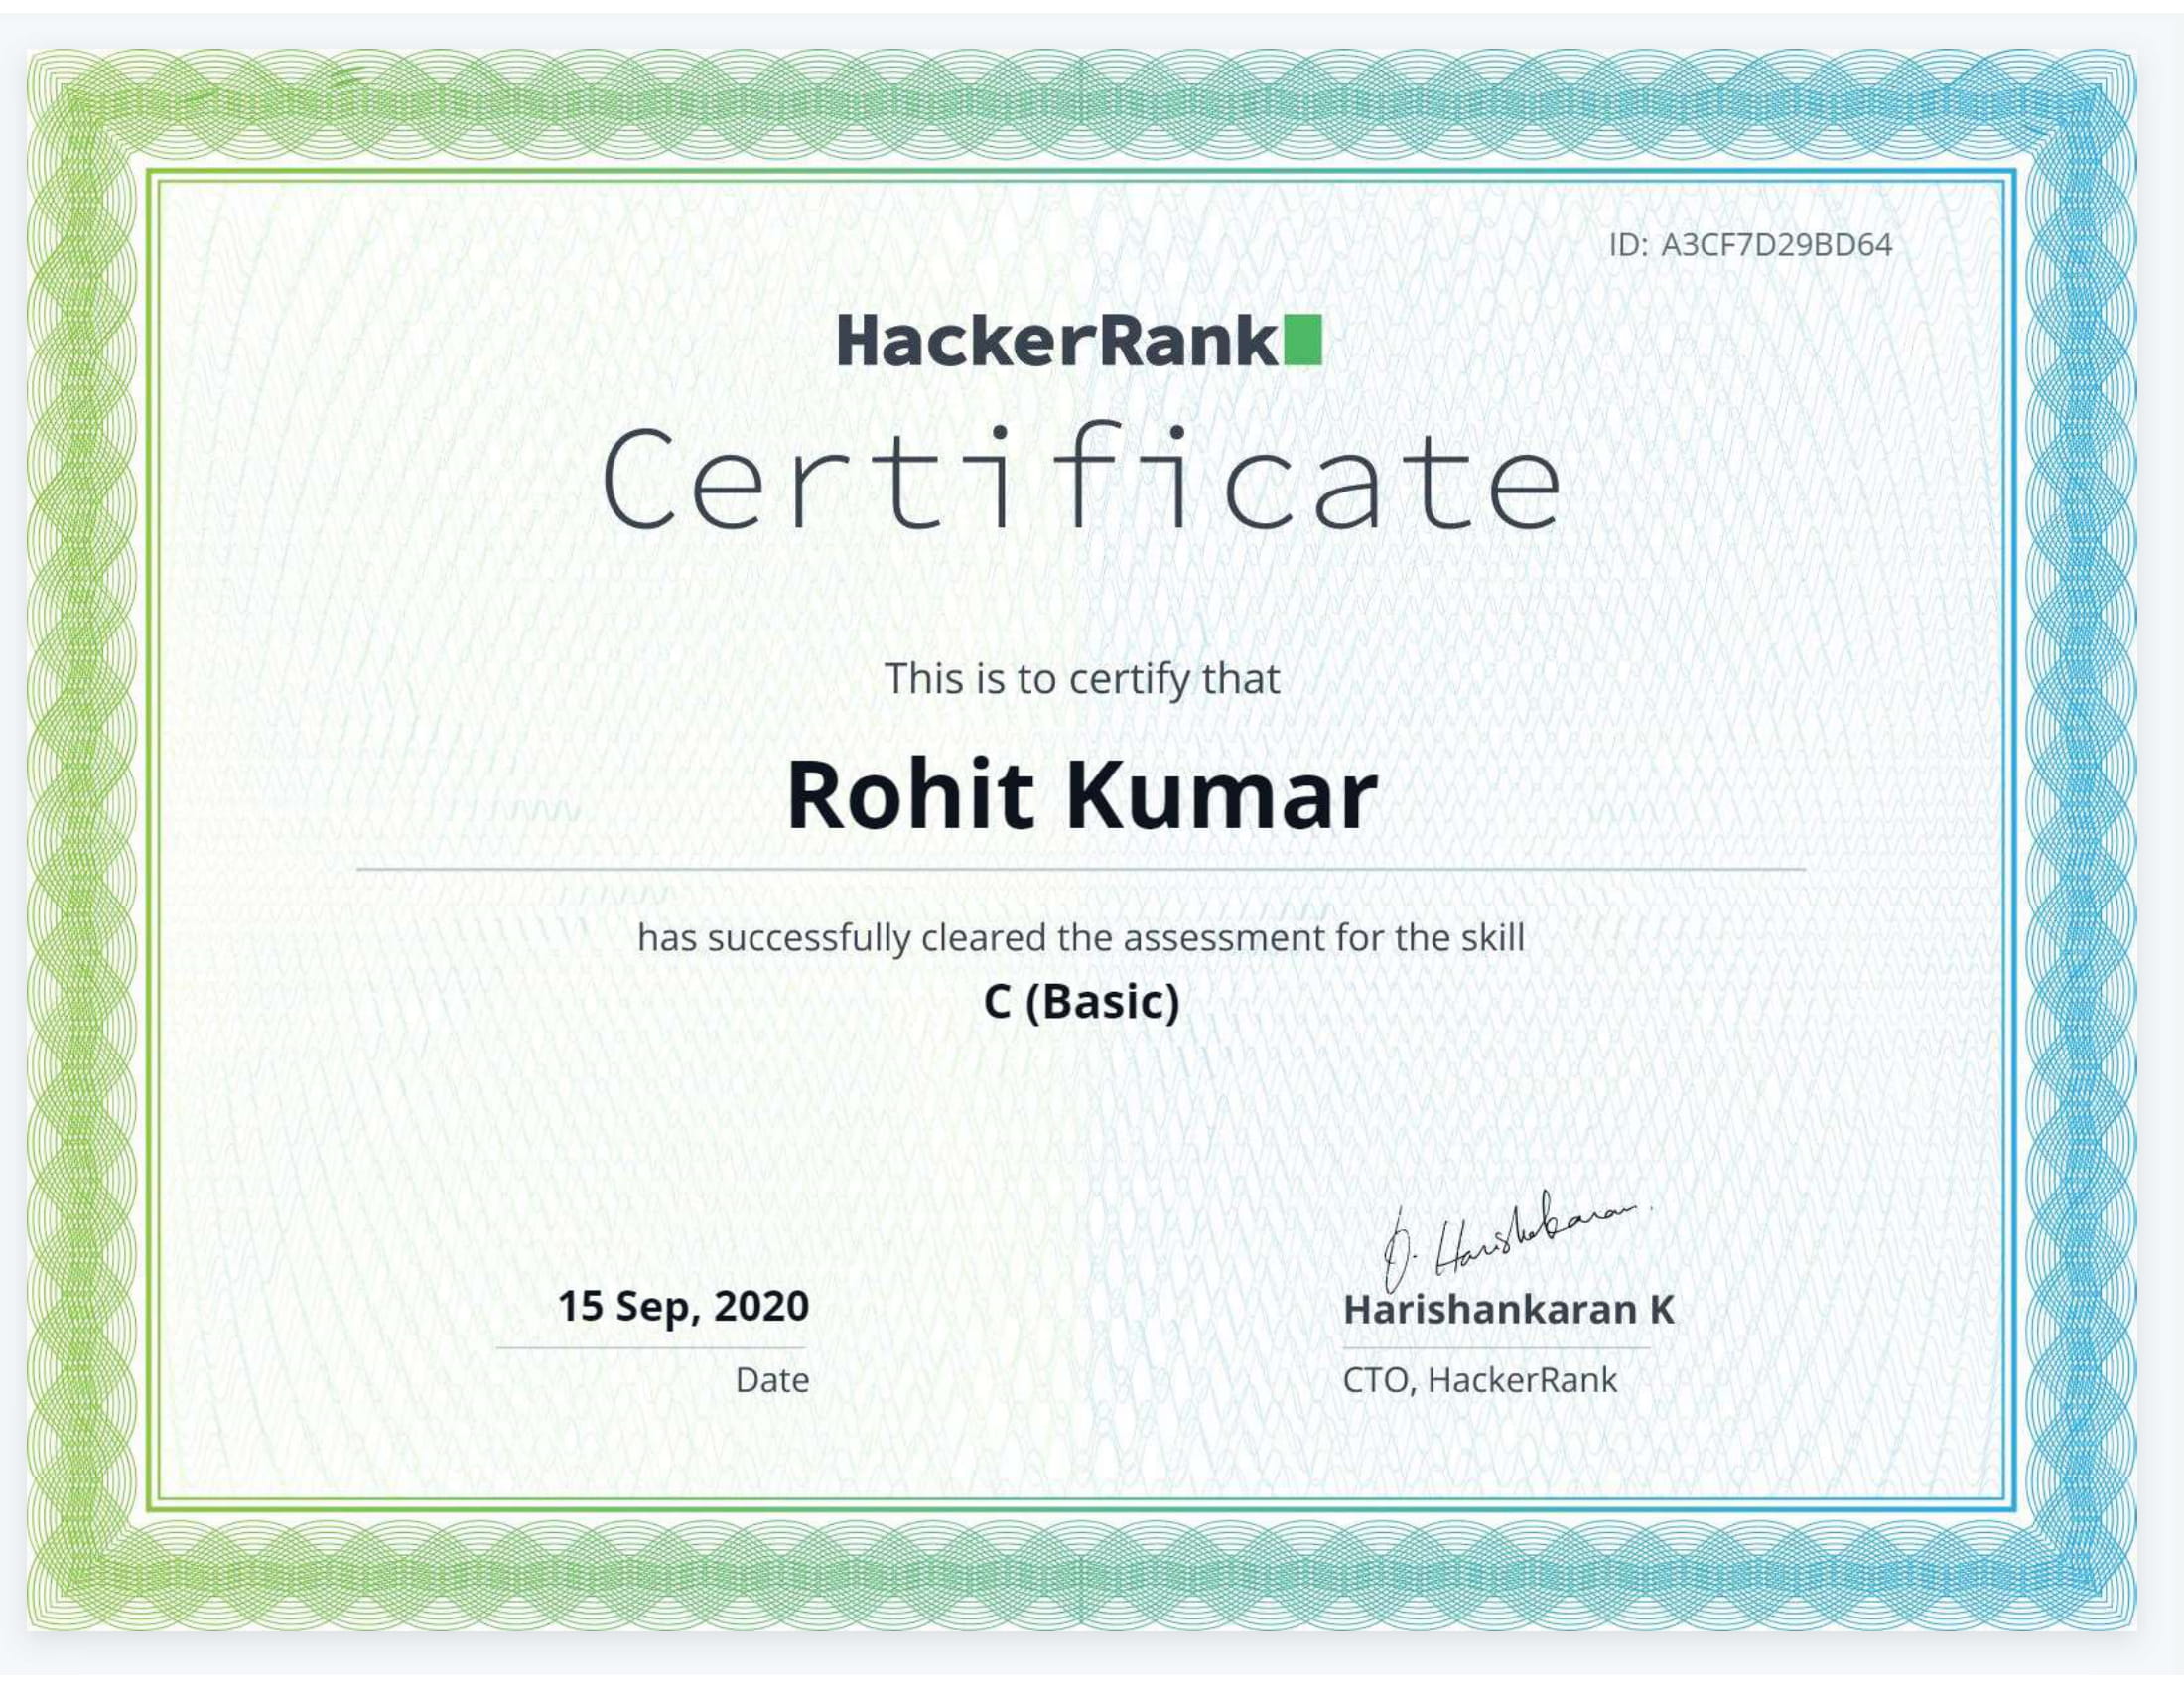 ID: A3CF7D29BD64
HackerRank
Certificate
This is to certify that
Rohit Kumar
has successfully cleared the assessment for the skill
C (Basic)
D. Harishankaran.
15 Sep, 2020
Harishankaran K
Date
CTO, HackerRank